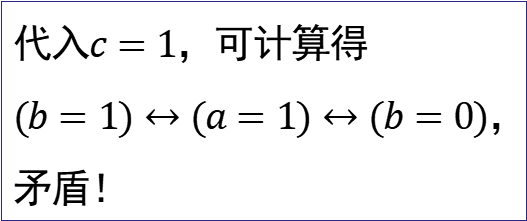 代入c = 1，可计算得
(b = 1) ↔ (a = 1) ↔ (b = 0)，
矛盾！